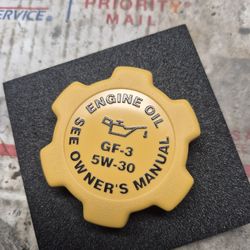 SERVICE®
PRIORITY
MAIL
ENGINE OIL
GF-3
5W-30
SEE OWNER'S MANUAL